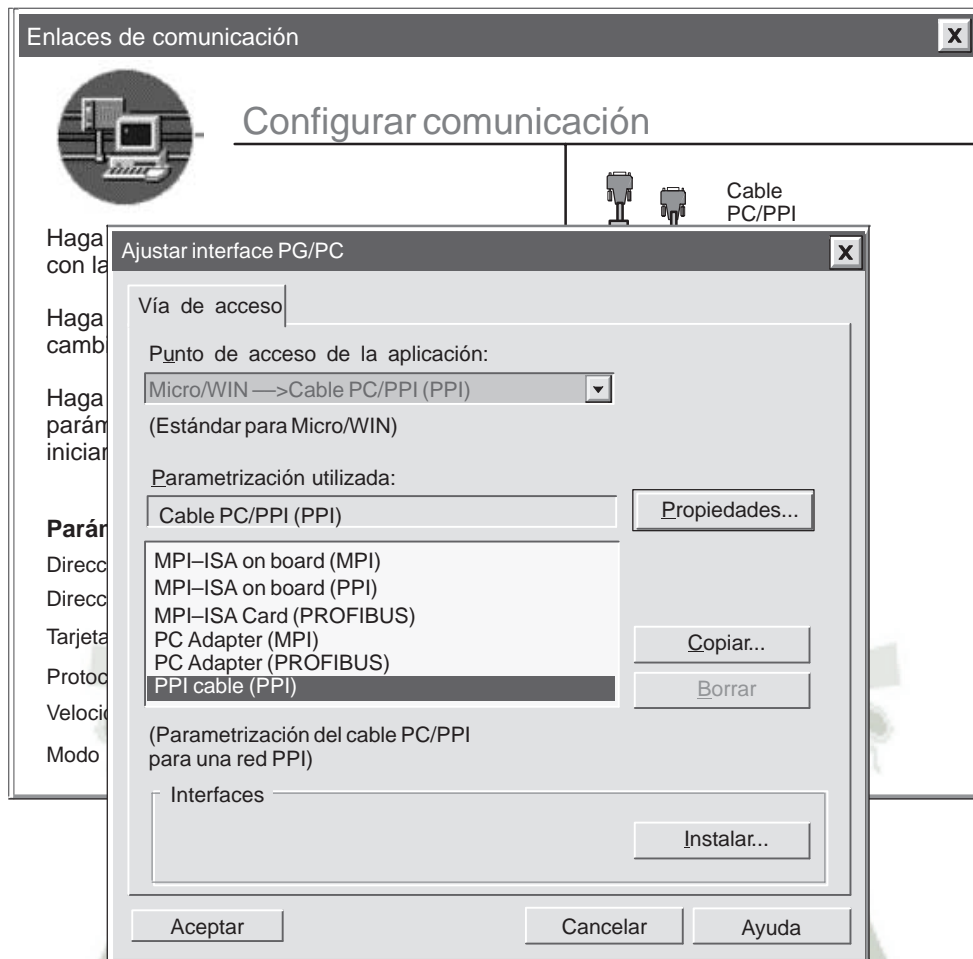 Enlaces de comunicación
X
Configurar comunicación
Cable
PC/PPI
Haga
con la
Haga
cambi
Haga
parám
iniciar
Parám
Direcc
Direcc
Tarjeta
Protoc
Veloci
Modo
Ajustar interface PG/PC
X
Vía de acceso
Punto de acceso de la aplicación:
Micro/WIN —>Cable PC/PPI (PPI)
(Estándar para Micro/WIN)
Parametrización utilizada:
Cable PC/PPI (PPI)
Propiedades...
MPI–ISA on board (MPI)
MPI–ISA on board (PPI)
MPI–ISA Card (PROFIBUS)
PC Adapter (MPI)
PC Adapter (PROFIBUS)
PPI cable (PPI)
Copiar...
Borrar
(Parametrización del cable PC/PPI
para una red PPI)
Interfaces
Instalar...
Aceptar
Cancelar
Ayuda